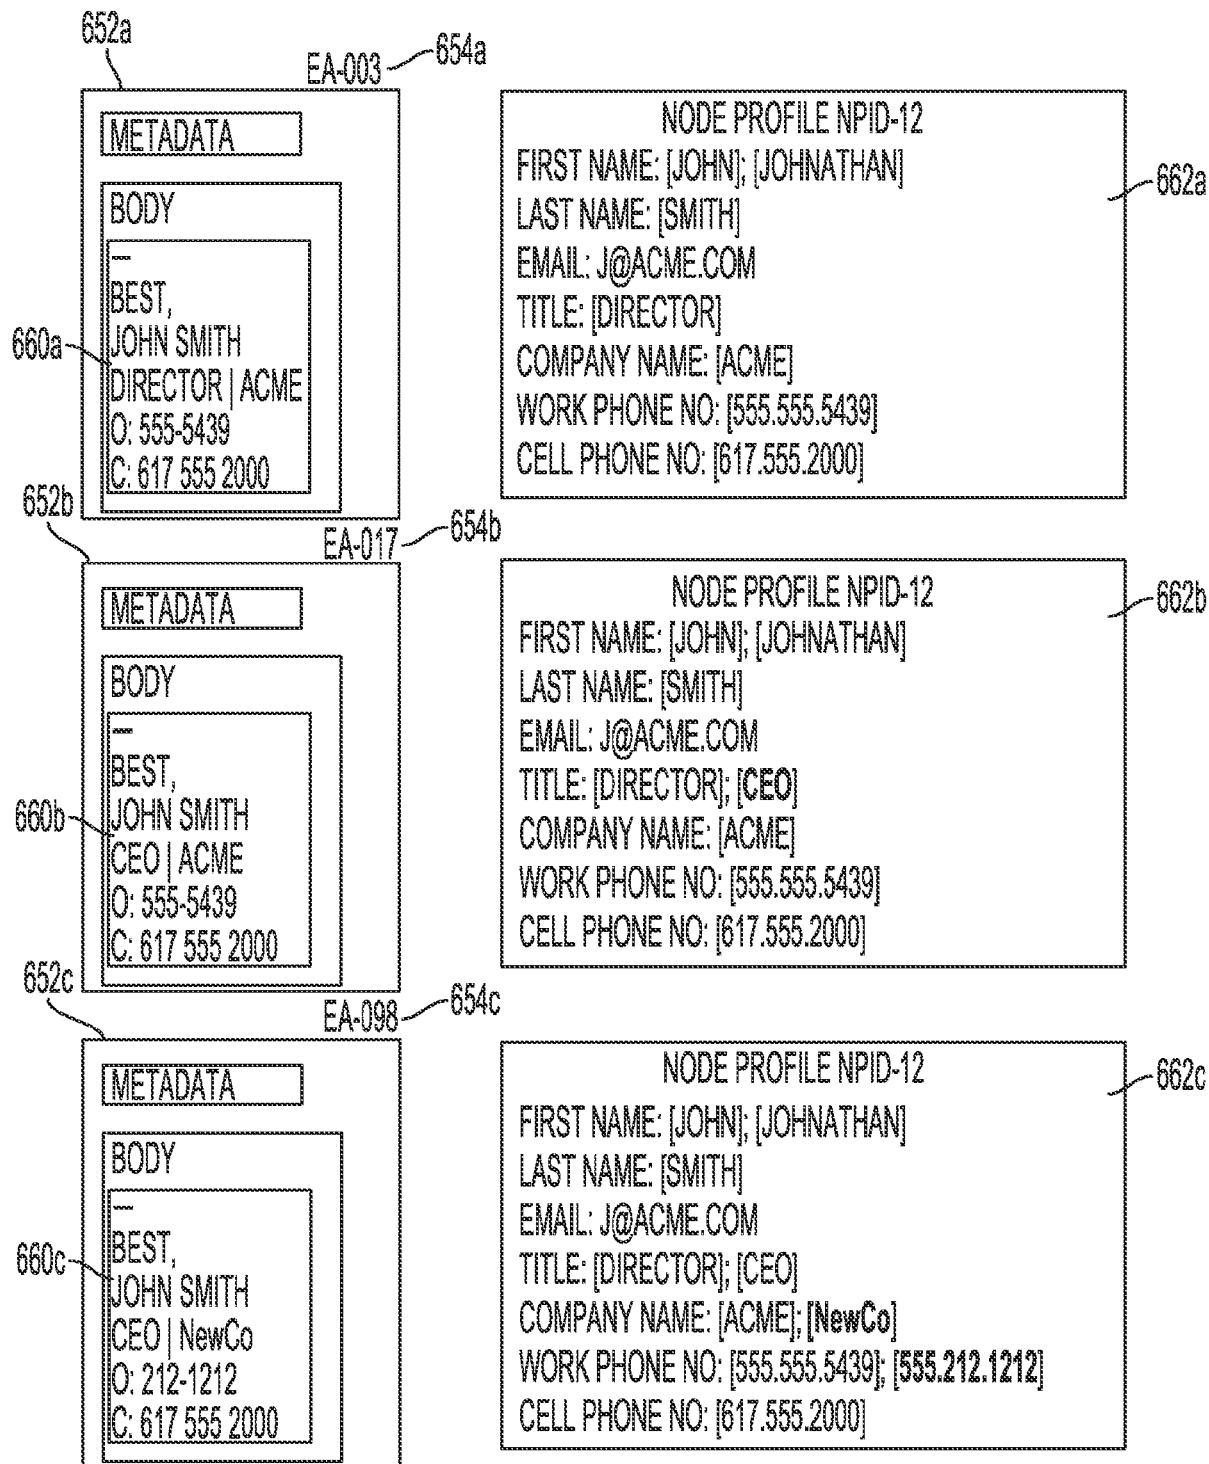 652a
EA-003
654a
METADATA
BODY
—
BEST,
JOHN SMITH
660a
DIRECTOR | ACME
O: 555-5439
C: 617 555 2000
NODE PROFILE NPID-12
662a
FIRST NAME: [JOHN]; [JOHNATHAN]
LAST NAME: [SMITH]
EMAIL: J@ACME.COM
TITLE: [DIRECTOR]
COMPANY NAME: [ACME]
WORK PHONE NO: [555.555.5439]
CELL PHONE NO: [617.555.2000]
652b
EA-017
654b
METADATA
BODY
—
BEST,
JOHN SMITH
660b
CEO | ACME
O: 555-5439
C: 617 555 2000
NODE PROFILE NPID-12
662b
FIRST NAME: [JOHN]; [JOHNATHAN]
LAST NAME: [SMITH]
EMAIL: J@ACME.COM
TITLE: [DIRECTOR]; [CEO]
COMPANY NAME: [ACME]
WORK PHONE NO: [555.555.5439]
CELL PHONE NO: [617.555.2000]
652c
EA-098
654c
METADATA
BODY
—
BEST,
JOHN SMITH
660c
CEO | NewCo
O: 212-1212
C: 617 555 2000
NODE PROFILE NPID-12
662c
FIRST NAME: [JOHN]; [JOHNATHAN]
LAST NAME: [SMITH]
EMAIL: J@ACME.COM
TITLE: [DIRECTOR]; [CEO]
COMPANY NAME: [ACME]; [NewCo]
WORK PHONE NO: [555.555.5439]; [555.212.1212]
CELL PHONE NO: [617.555.2000]